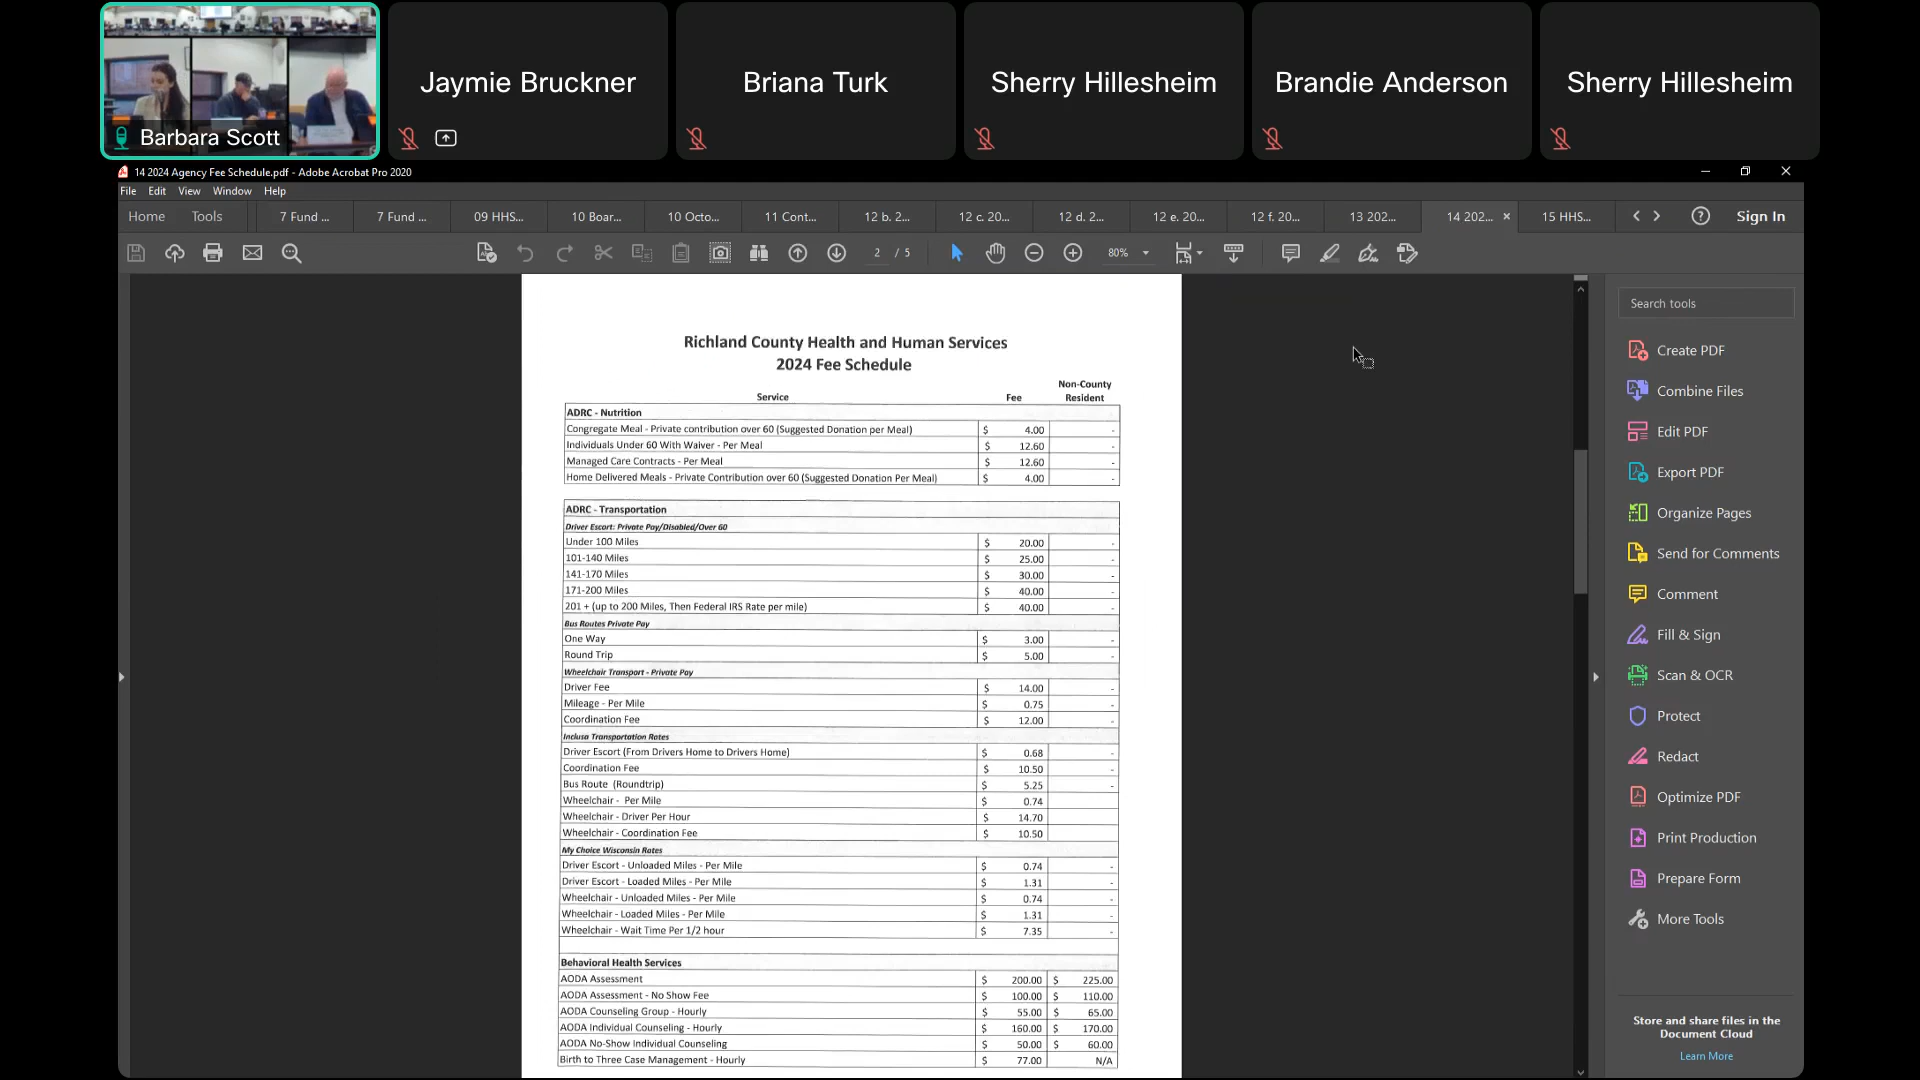 Barbara Scott
Jaymie Bruckner
Briana Turk
Sherry Hillesheim
Brandie Anderson
Sherry Hillesheim
14 2024 Agency Fee Schedule.pdf - Adobe Acrobat Pro 2020
File Edit View Window Help
Home Tools 7 Fund ... 7 Fund ... 09 HHS... 10 Boar... 10 Octo... 11 Cont... 12 b. 2... 12 c. 20... 12 d. 2... 12 e. 20... 12 f. 20... 13 202... 14 202... 15 HHS... Sign In
2 / 5 80%
Richland County Health and Human Services
2024 Fee Schedule
Service Fee Non-County Resident
ADRC - Nutrition
Congregate Meal - Private contribution over 60 (Suggested Donation per Meal) $ 4.00 -
Individuals Under 60 With Waiver - Per Meal $ 12.60 -
Managed Care Contracts - Per Meal $ 12.60 -
Home Delivered Meals - Private Contribution over 60 (Suggested Donation Per Meal) $ 4.00 -
ADRC - Transportation
Driver Escort: Private Pay/Disabled/Over 60
Under 100 Miles $ 20.00 -
101-140 Miles $ 25.00 -
141-170 Miles $ 30.00 -
171-200 Miles $ 40.00 -
201 + (up to 200 Miles, Then Federal IRS Rate per mile) $ 40.00 -
Bus Routes Private Pay
One Way $ 3.00 -
Round Trip $ 5.00 -
Wheelchair Transport - Private Pay
Driver Fee $ 14.00 -
Mileage - Per Mile $ 0.75 -
Coordination Fee $ 12.00 -
Inclusa Transportation Rates
Driver Escort (From Drivers Home to Drivers Home) $ 0.68 -
Coordination Fee $ 10.50 -
Bus Route (Roundtrip) $ 5.25 -
Wheelchair - Per Mile $ 0.74
Wheelchair - Driver Per Hour $ 14.70
Wheelchair - Coordination Fee $ 10.50
My Choice Wisconsin Rates
Driver Escort - Unloaded Miles - Per Mile $ 0.74 -
Driver Escort - Loaded Miles - Per Mile $ 1.31 -
Wheelchair - Unloaded Miles - Per Mile $ 0.74 -
Wheelchair - Loaded Miles - Per Mile $ 1.31 -
Wheelchair - Wait Time Per 1/2 hour $ 7.35 -
Behavioral Health Services
AODA Assessment $ 200.00 $ 225.00
AODA Assessment - No Show Fee $ 100.00 $ 110.00
AODA Counseling Group - Hourly $ 55.00 $ 65.00
AODA Individual Counseling - Hourly $ 160.00 $ 170.00
AODA No-Show Individual Counseling $ 50.00 $ 60.00
Birth to Three Case Management - Hourly $ 77.00 N/A
Search tools
Create PDF
Combine Files
Edit PDF
Export PDF
Organize Pages
Send for Comments
Comment
Fill & Sign
Scan & OCR
Protect
Redact
Optimize PDF
Print Production
Prepare Form
More Tools
Store and share files in the
Document Cloud
Learn More